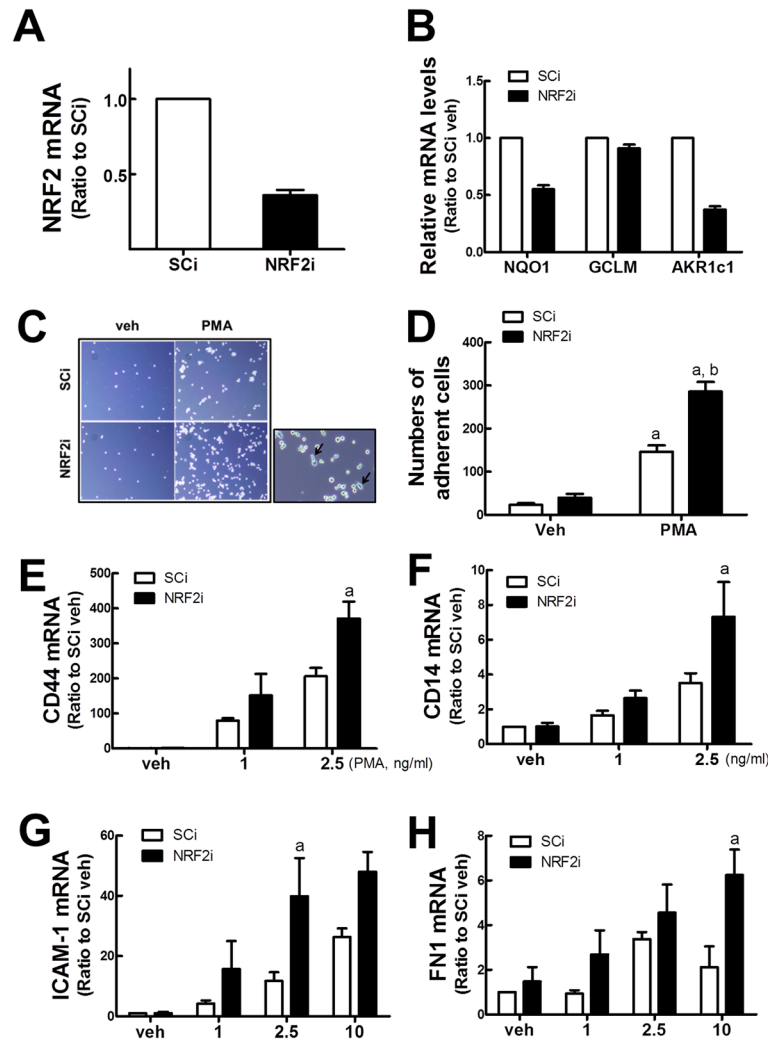 A
NRF2 mRNA
(Ratio to SCi)
1.0
0.5
SCi
NRF2i
B
Relative mRNA levels
(Ratio to SCi veh)
1.5
1.0
0.5
0.0
SCi
NRF2i
NQO1
GCLM
AKR1c1
C
veh
PMA
SCi
NRF2i
D
Numbers of
adherent cells
400
300
200
100
0
SCi
NRF2i
a
a, b
Veh
PMA
E
CD44 mRNA
(Ratio to SCi veh)
500
400
300
200
100
0
SCi
NRF2i
a
veh
1
2.5 (PMA, ng/ml)
F
CD14 mRNA
(Ratio to SCi veh)
10
8
6
4
2
0
SCi
NRF2i
a
veh
1
2.5 (ng/ml)
G
ICAM-1 mRNA
(Ratio to SCi veh)
60
40
20
0
SCi
NRF2i
a
veh
1
2.5
10
H
FN1 mRNA
(Ratio to SCi veh)
8
6
4
2
0
SCi
NRF2i
a
veh
1
2.5
10